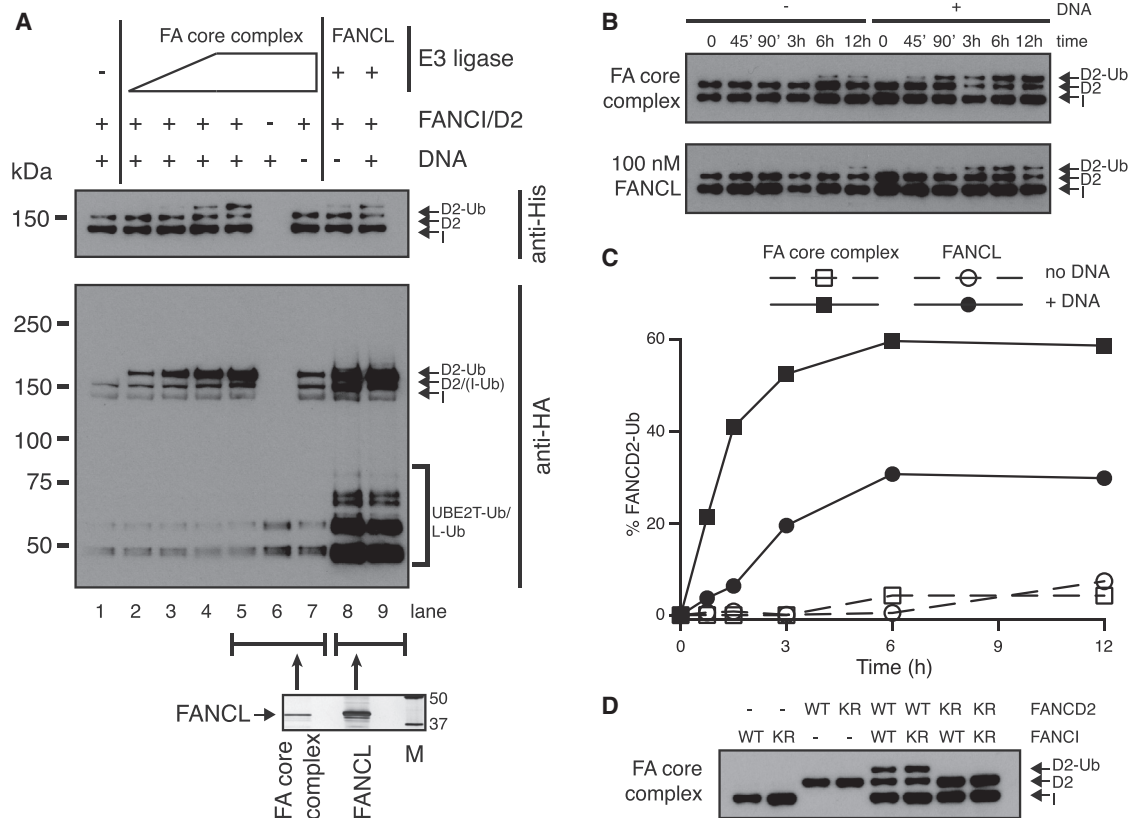 A
FA core complex
FANCL
E3 ligase
- + +
+ + + + + - + + + FANCI/D2
+ + + + + + - - + DNA
kDa
150
D2-Ub
D2
I
anti-His
250
150
100
75
50
D2-Ub
D2/(I-Ub)
I
UBE2T-Ub/
L-Ub
anti-HA
1 2 3 4 5 6 7 8 9 lane
FANCL
50
37
FA core
complex
FANCL
M
B
- + DNA
0 45’ 90’ 3h 6h 12h 0 45’ 90’ 3h 6h 12h time
FA core
complex
D2-Ub
D2
I
100 nM
FANCL
D2-Ub
D2
I
C
FA core complex FANCL
no DNA
+ DNA
% FANCD2-Ub
60
40
20
0
0 3 6 9 12
Time (h)
D
- - WT KR WT WT KR KR FANCD2
WT KR - - WT KR WT KR FANCI
FA core
complex
D2-Ub
D2
I